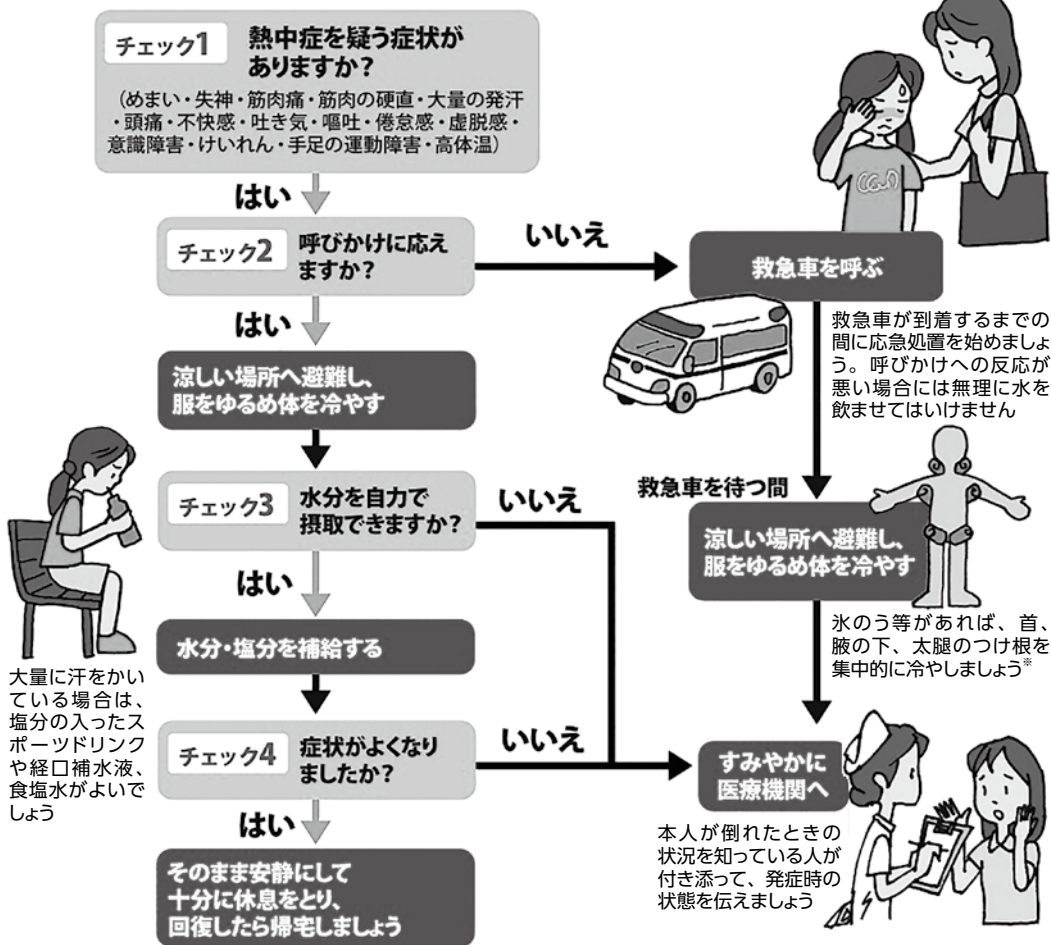 チェック1
熱中症を疑う症状が
ありますか？
（めまい・失神・筋肉痛・筋肉の硬直・大量の発汗
・頭痛・不快感・吐き気・嘔吐・倦怠感・虚脱感・
意識障害・けいれん・手足の運動障害・高体温）
はい
チェック2
呼びかけに応え
ますか？
いいえ
救急車を呼ぶ
救急車が到着するまでの
間に応急処置を始めましょ
う。呼びかけへの反応が
悪い場合には無理に水を
飲ませてはいけません
はい
涼しい場所へ避難し、
服をゆるめ体を冷やす
チェック3
水分を自力で
摂取できますか？
いいえ
救急車を待つ間
涼しい場所へ避難し、
服をゆるめ体を冷やす
氷のう等があれば、首、
腋の下、太腿のつけ根を
集中的に冷やしましょう※
はい
水分・塩分を補給する
大量に汗をかい
ている場合は、
塩分の入ったス
ポーツドリンク
や経口補水液、
食塩水がよいで
しょう
チェック4
症状がよくなり
ましたか？
いいえ
すみやかに
医療機関へ
本人が倒れたときの
状況を知っている人が
付き添って、発症時の
状態を伝えましょう
はい
そのまま安静にして
十分に休息をとり、
回復したら帰宅しましょう